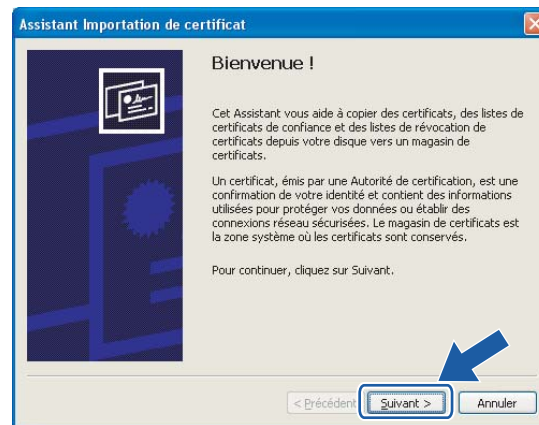 Assistant Importation de certificat
Bienvenue !
Cet Assistant vous aide à copier des certificats, des listes de
certificats de confiance et des listes de révocation de
certificats depuis votre disque vers un magasin de
certificats.
Un certificat, émis par une Autorité de certification, est une
confirmation de votre identité et contient des informations
utilisées pour protéger vos données ou établir des
connexions réseau sécurisées. Le magasin de certificats est
la zone système où les certificats sont conservés.
Pour continuer, cliquez sur Suivant.
< Précédent Suivant > Annuler